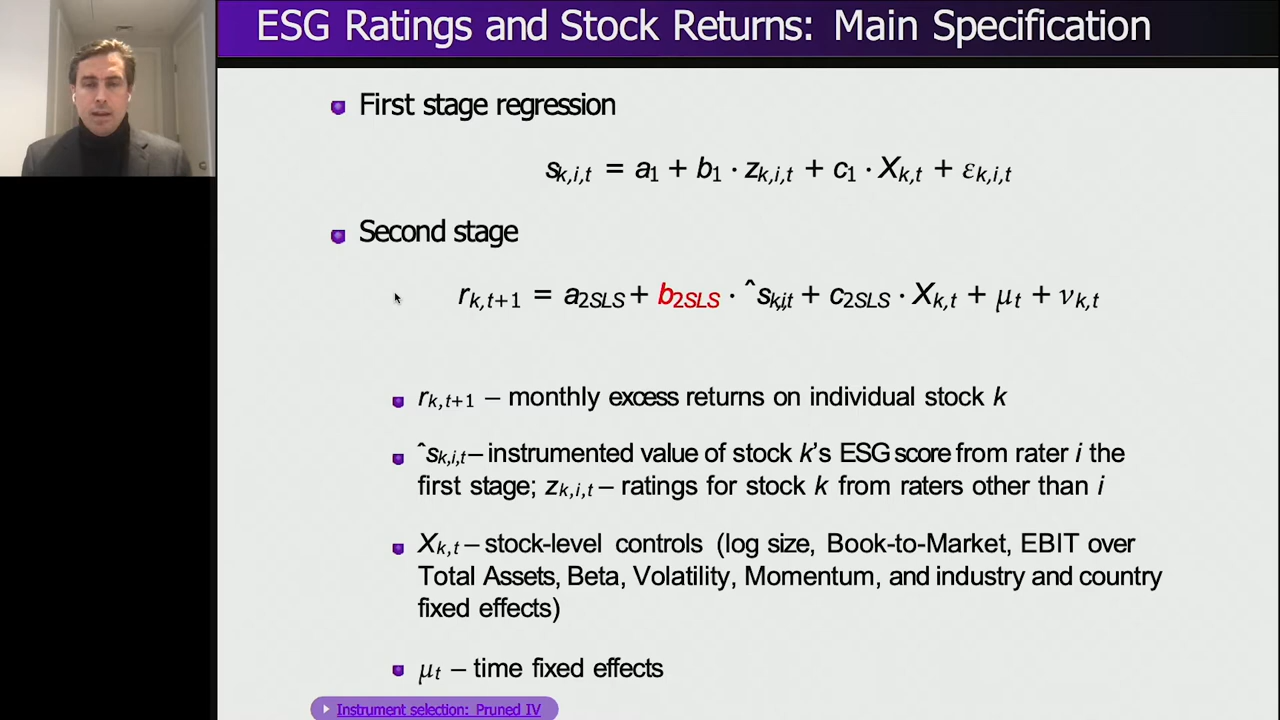 ESG Ratings and Stock Returns: Main Specification
First stage regression
s_{k,i,t} = a_1 + b_1 · z_{k,i,t} + c_1 · X_{k,t} + ε_{k,i,t}
Second stage
r_{k,t+1} = a_{2SLS} + b_{2SLS} · ˆs_{k,i,t} + c_{2SLS} · X_{k,t} + μ_t + ν_{k,t}
r_{k,t+1} – monthly excess returns on individual stock k
ˆs_{k,i,t} – instrumented value of stock k's ESG score from rater i the
first stage; z_{k,i,t} – ratings for stock k from raters other than i
X_{k,t} – stock-level controls (log size, Book-to-Market, EBIT over
Total Assets, Beta, Volatility, Momentum, and industry and country
fixed effects)
μ_t – time fixed effects
Instrument selection: Pruned IV